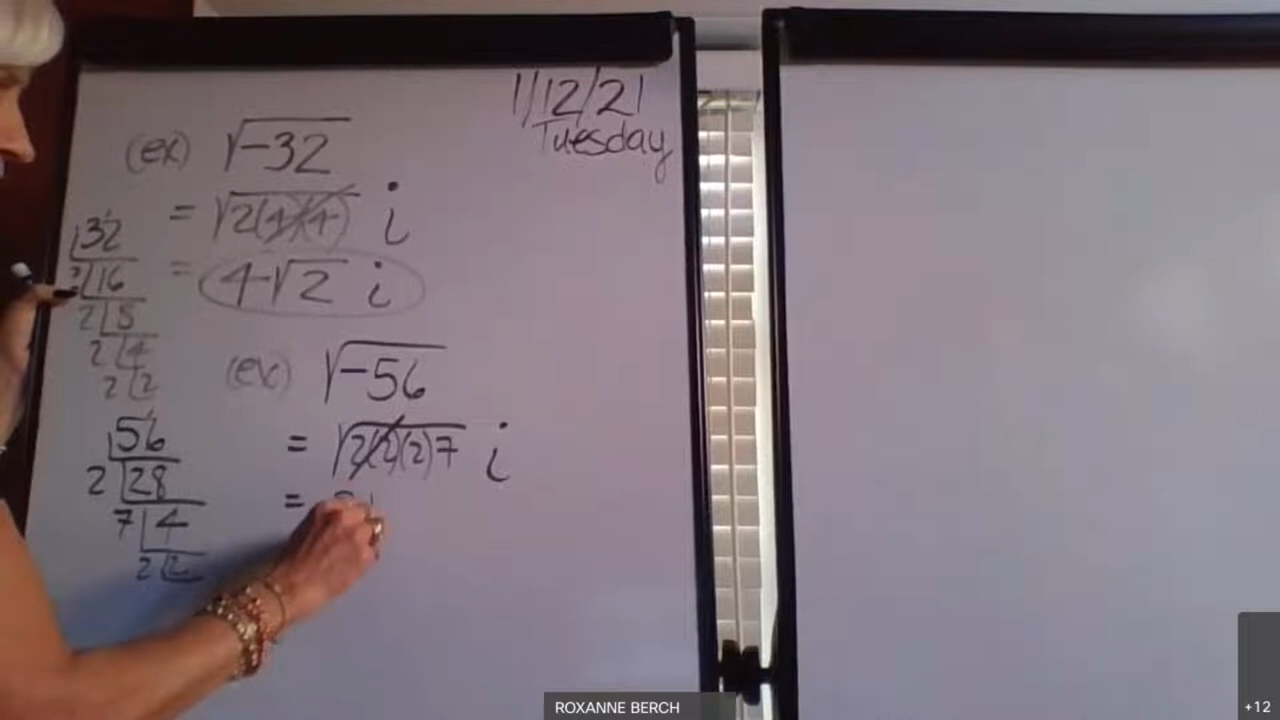 1/12/21
Tuesday
(ex) √-32
= √2(4)(4) i
= 4√2 i
32
2 16
2 8
2 4
2 2
(ex) √-56
= √2(2)(2)7 i
=
56
2 28
7 4
2 2
ROXANNE BERCH
+12